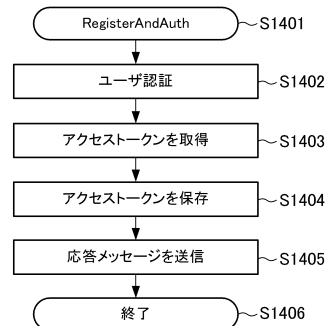 RegisterAndAuth S1401
ユーザ認証 S1402
アクセストークンを取得 S1403
アクセストークンを保存 S1404
応答メッセージを送信 S1405
終了 S1406